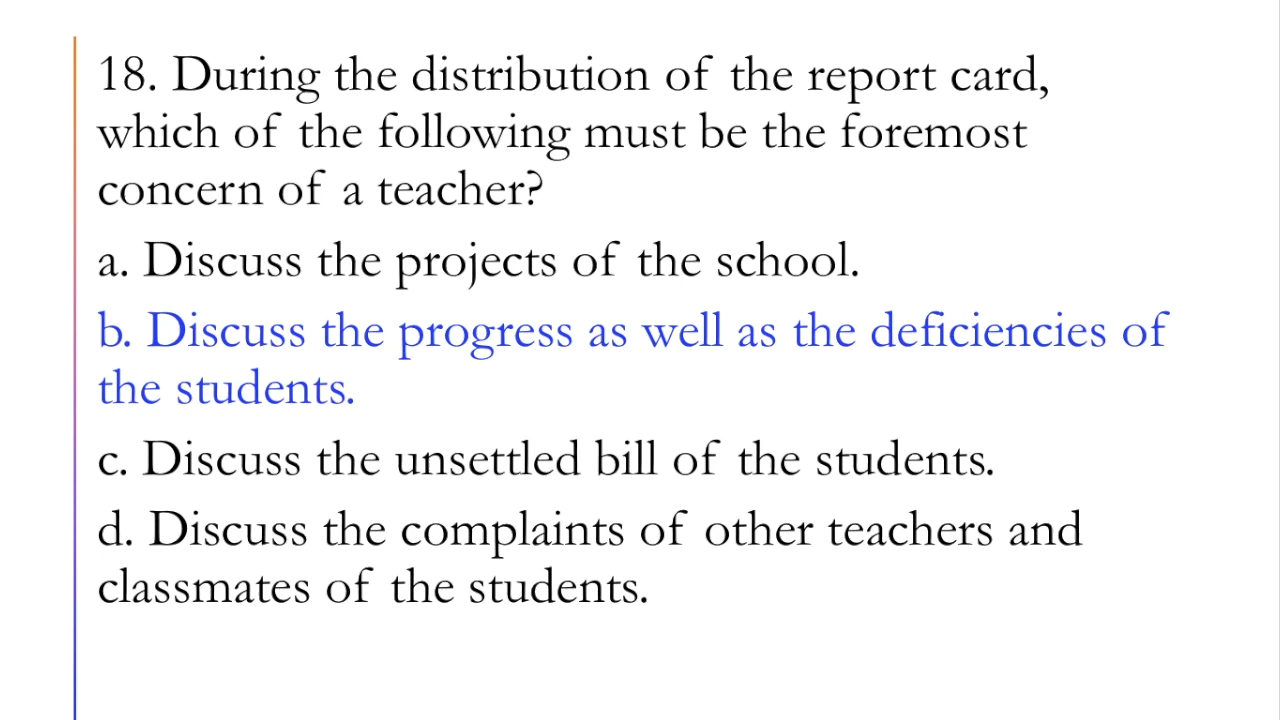 18. During the distribution of the report card,
which of the following must be the foremost
concern of a teacher?
a. Discuss the projects of the school.
b. Discuss the progress as well as the deficiencies of
the students.
c. Discuss the unsettled bill of the students.
d. Discuss the complaints of other teachers and
classmates of the students.